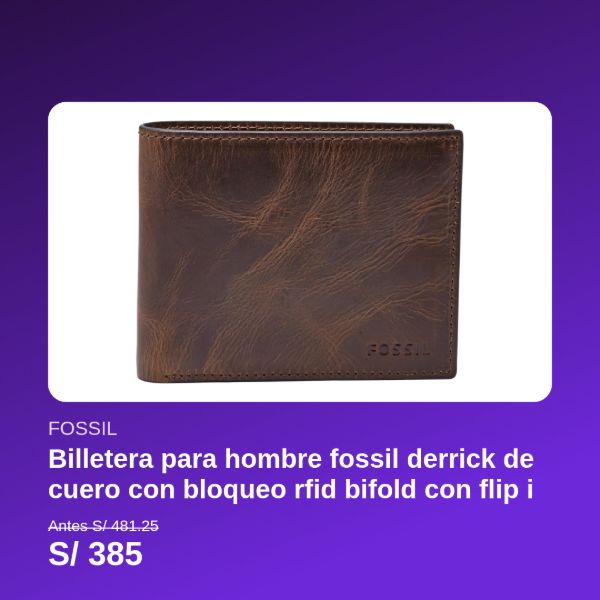 FOSSIL
FOSSIL
Billetera para hombre fossil derrick de
cuero con bloqueo rfid bifold con flip i
Antes S/ 481.25
S/ 385